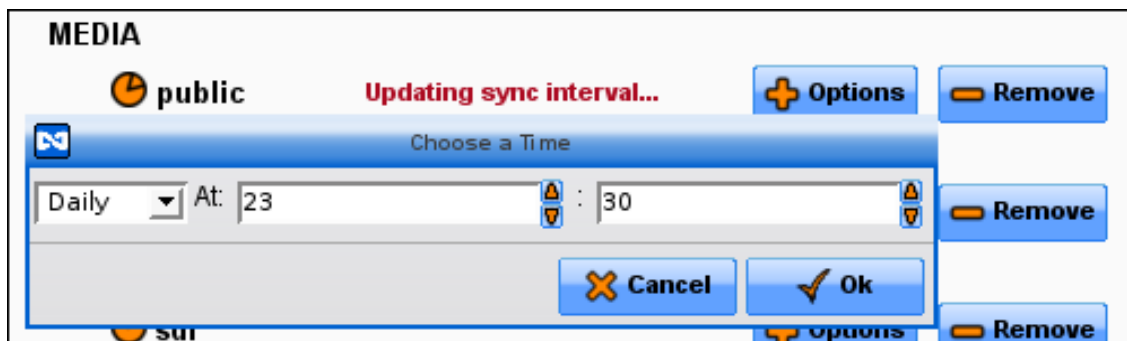 MEDIA
public Updating sync interval... Options Remove
Choose a Time
Daily At: 23 : 30
Remove
Cancel Ok
Options Remove